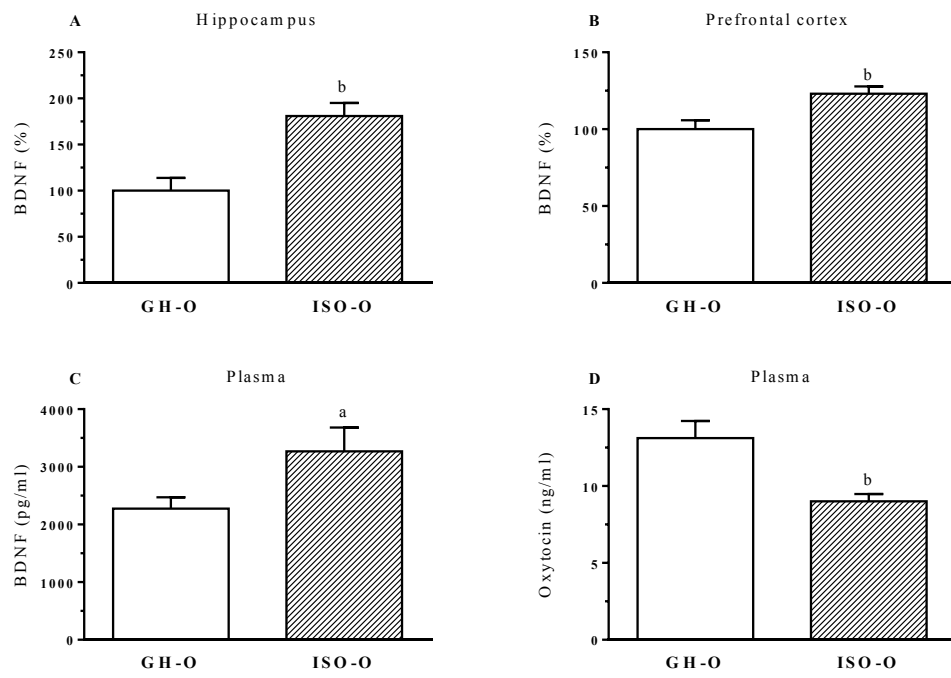 A Hippocampus
BDNF (%)
250
200
150
100
50
0
b
GH-O ISO-O
B Prefrontal cortex
BDNF (%)
150
100
50
0
b
GH-O ISO-O
C Plasma
BDNF (pg/ml)
4000
3000
2000
1000
0
a
GH-O ISO-O
D Plasma
Oxytocin (ng/ml)
15
10
5
0
b
GH-O ISO-O